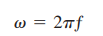 ω = 2πf